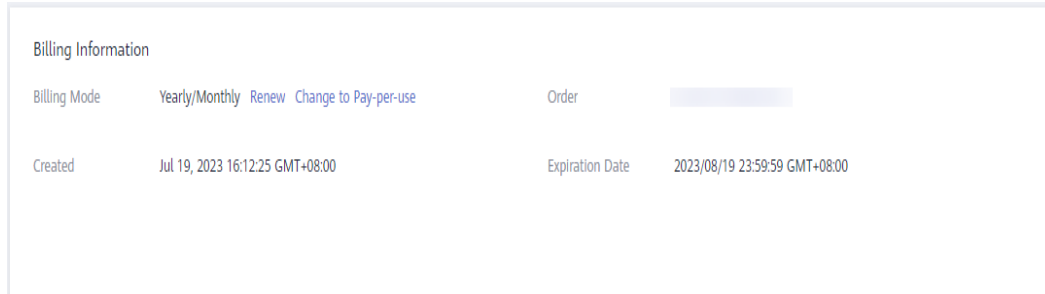 Billing Information
Billing Mode Yearly/Monthly Renew Change to Pay-per-use Order
Created Jul 19, 2023 16:12:25 GMT+08:00 Expiration Date 2023/08/19 23:59:59 GMT+08:00